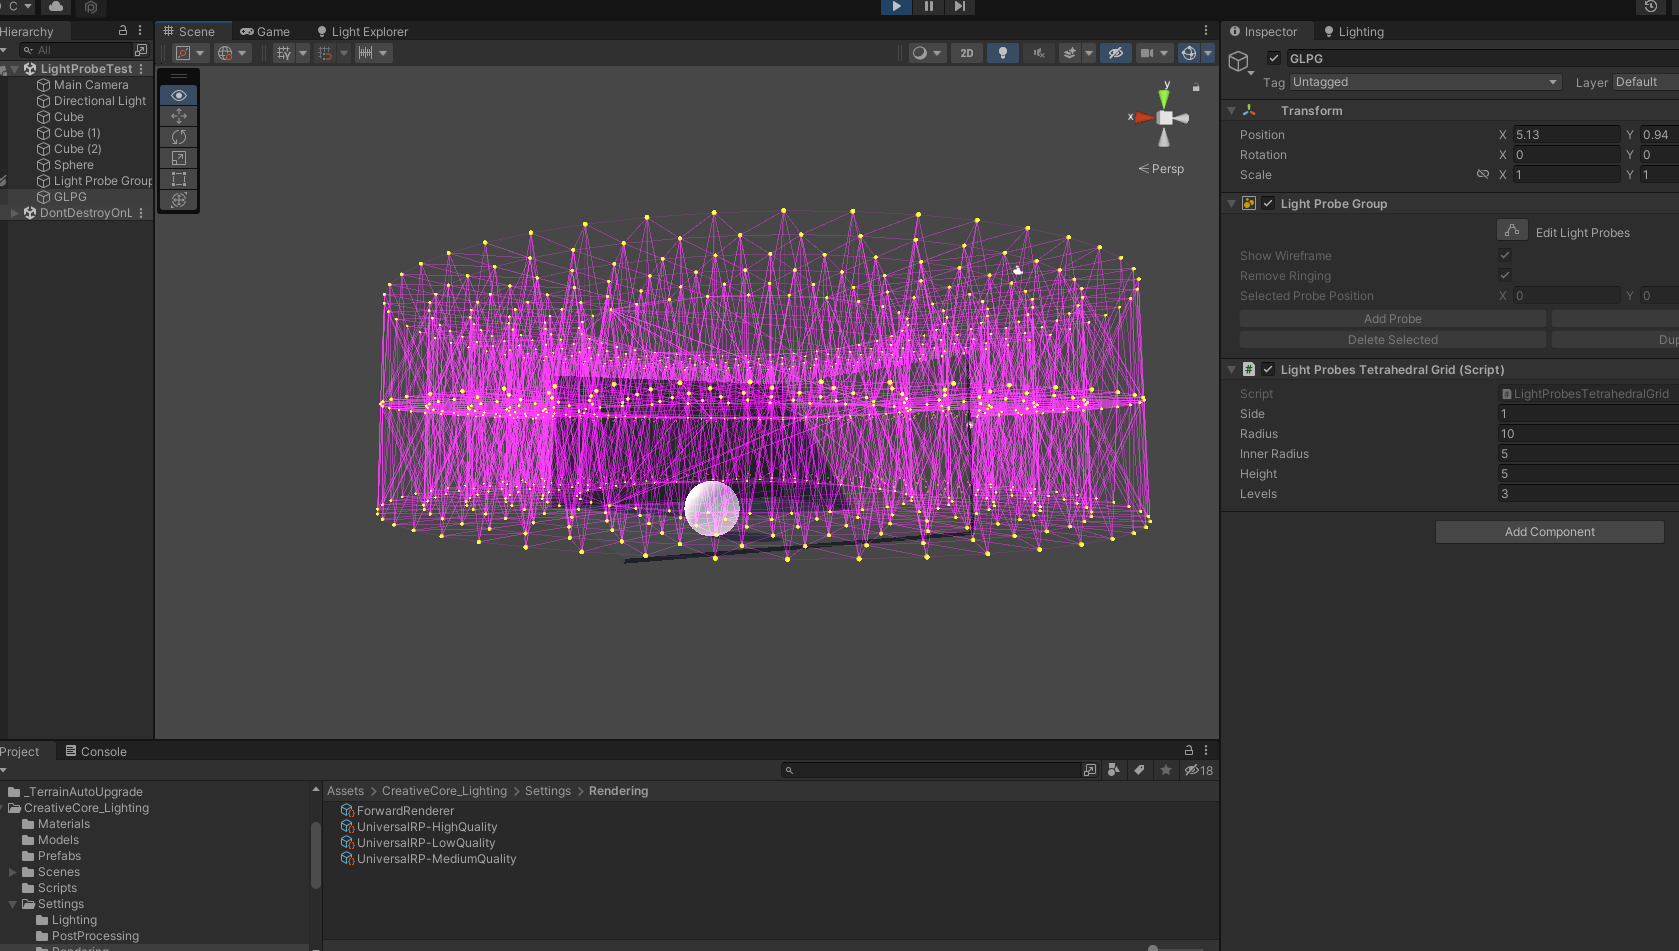 C
Hierarchy
All
LightProbeTest
Main Camera
Directional Light
Cube
Cube (1)
Cube (2)
Sphere
Light Probe Group
GLPG
DontDestroyOnL
Scene
Game
Light Explorer
2D
y
x
Persp
Inspector
Lighting
GLPG
Tag Untagged Layer Default
Transform
Position X 5.13 Y 0.94
Rotation X 0 Y 0
Scale X 1 Y 1
Light Probe Group
Edit Light Probes
Show Wireframe
Remove Ringing
Selected Probe Position X 0 Y 0
Add Probe
Delete Selected Dup
# Light Probes Tetrahedral Grid (Script)
Script LightProbesTetrahedralGrid
Side 1
Radius 10
Inner Radius 5
Height 5
Levels 3
Add Component
Project
Console
18
_TerrainAutoUpgrade
CreativeCore_Lighting
Materials
Models
Prefabs
Scenes
Scripts
Settings
Lighting
PostProcessing
Rendering
Assets > CreativeCore_Lighting > Settings > Rendering
ForwardRenderer
UniversalRP-HighQuality
UniversalRP-LowQuality
UniversalRP-MediumQuality